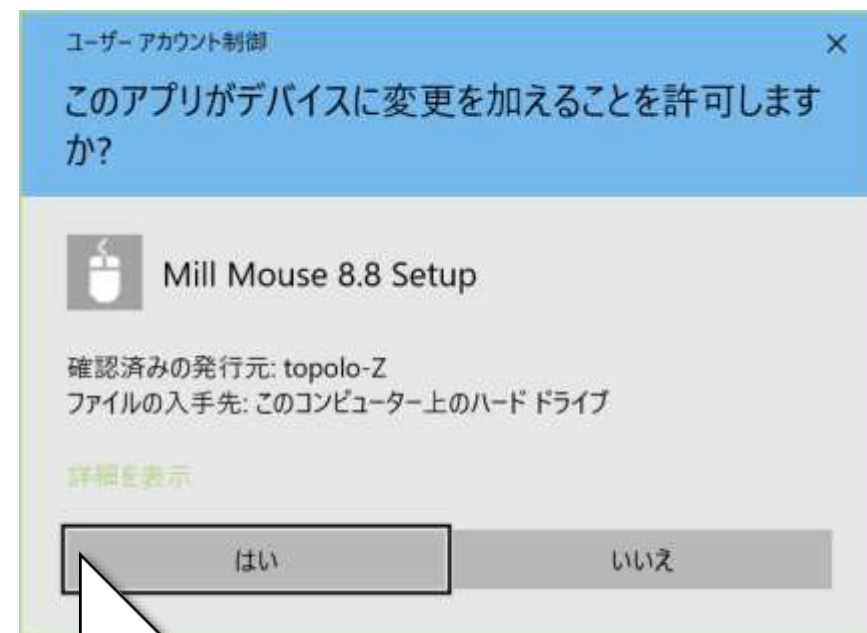 ユーザー アカウント制御
このアプリがデバイスに変更を加えることを許可します
か?
Mill Mouse 8.8 Setup
確認済みの発行元: topolo-Z
ファイルの入手先: このコンピューター上のハード ドライブ
詳細を表示
はい
いいえ